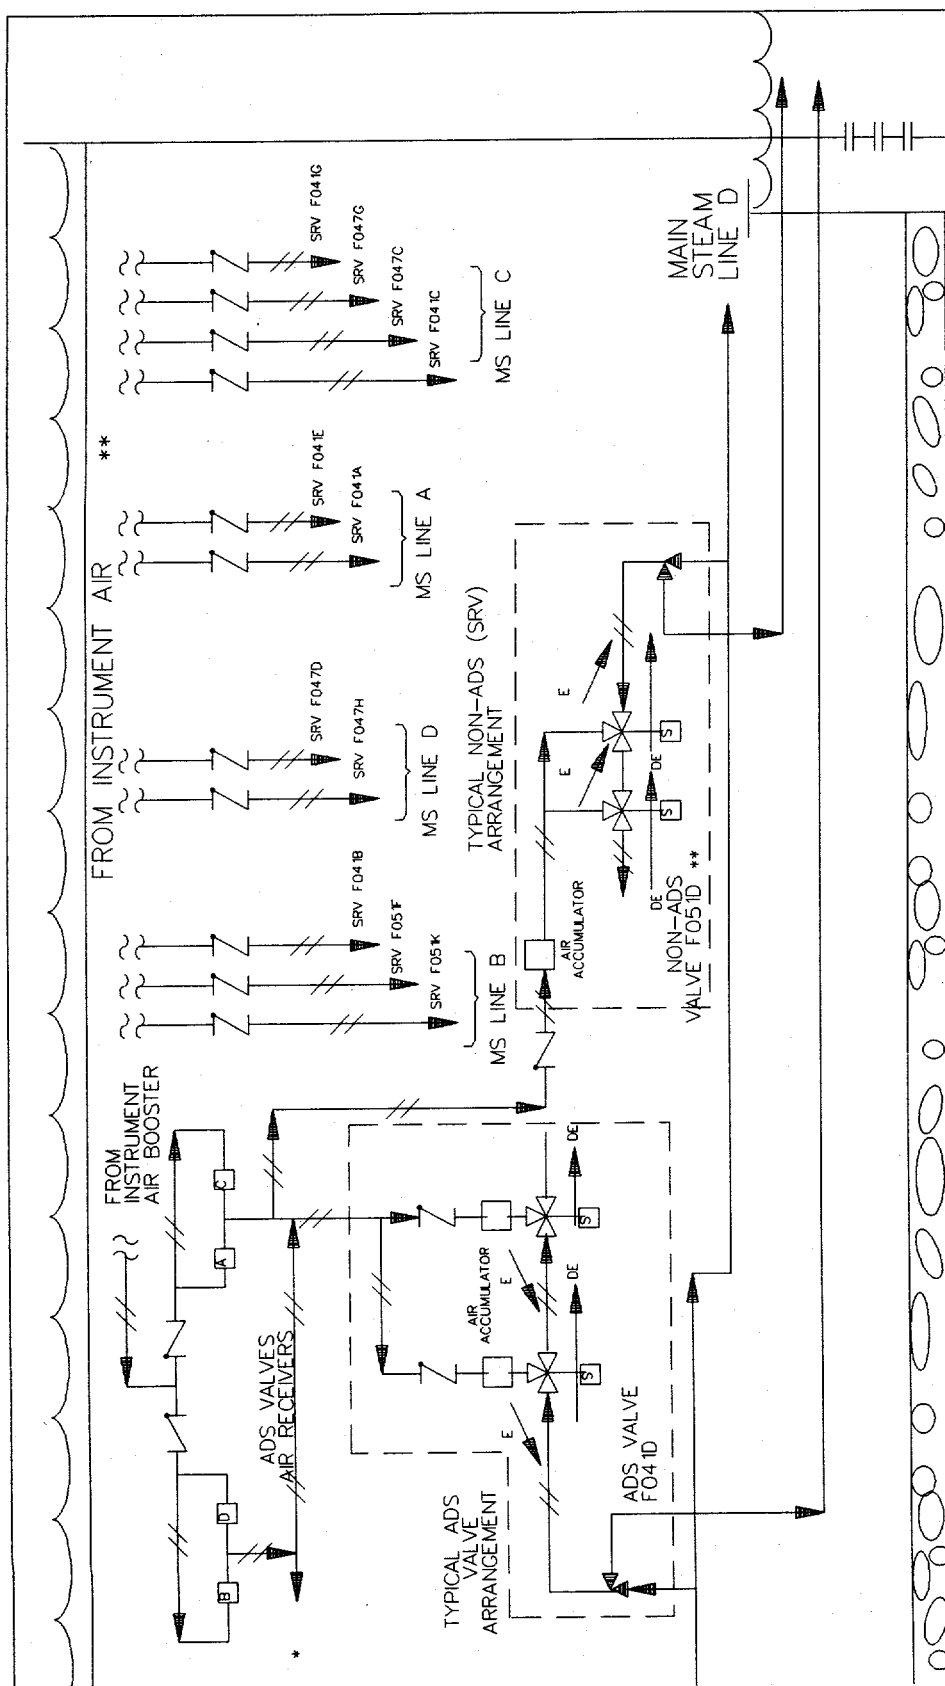 FROM INSTRUMENT AIR **
SRV F041G
SRV F047G
SRV F047C
SRV F041C
MS LINE C
SRV F041E
SRV F041A
MS LINE A
SRV F047D
SRV F047H
MS LINE D
SRV F041B
SRV F051F
SRV F051K
MS LINE B
FROM
INSTRUMENT
AIR BOOSTER
C
A
D
B
ADS VALVES
AIR RECEIVERS
*
MAIN
STEAM
LINE D
TYPICAL NON-ADS (SRV)
ARRANGEMENT
AIR
ACCUMULATOR
E
E
S
S
DE
DE
NON-ADS
VALVE F051D **
TYPICAL ADS
VALVE
ARRANGEMENT
AIR
ACCUMULATOR
E
E
S
S
DE
DE
ADS VALVE
F041D